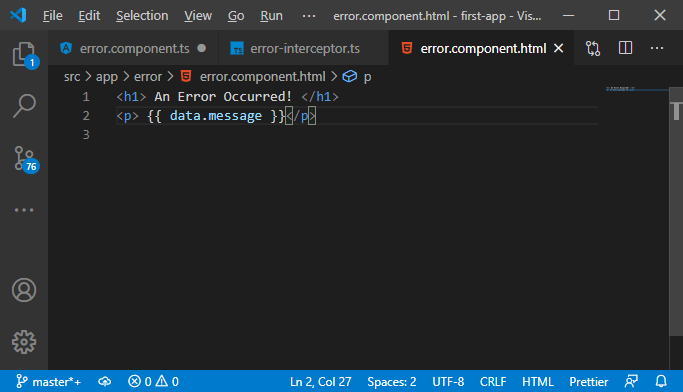 File Edit Selection View Go Run ··· error.component.html - first-app - Vis...
error.component.ts error-interceptor.ts error.component.html
1
src > app > error > error.component.html > p
1 <h1> An Error Occurred! </h1>
2 <p> {{ data.message }}</p>
3
76
master*+ 0 0 Ln 2, Col 27 Spaces: 2 UTF-8 CRLF HTML Prettier